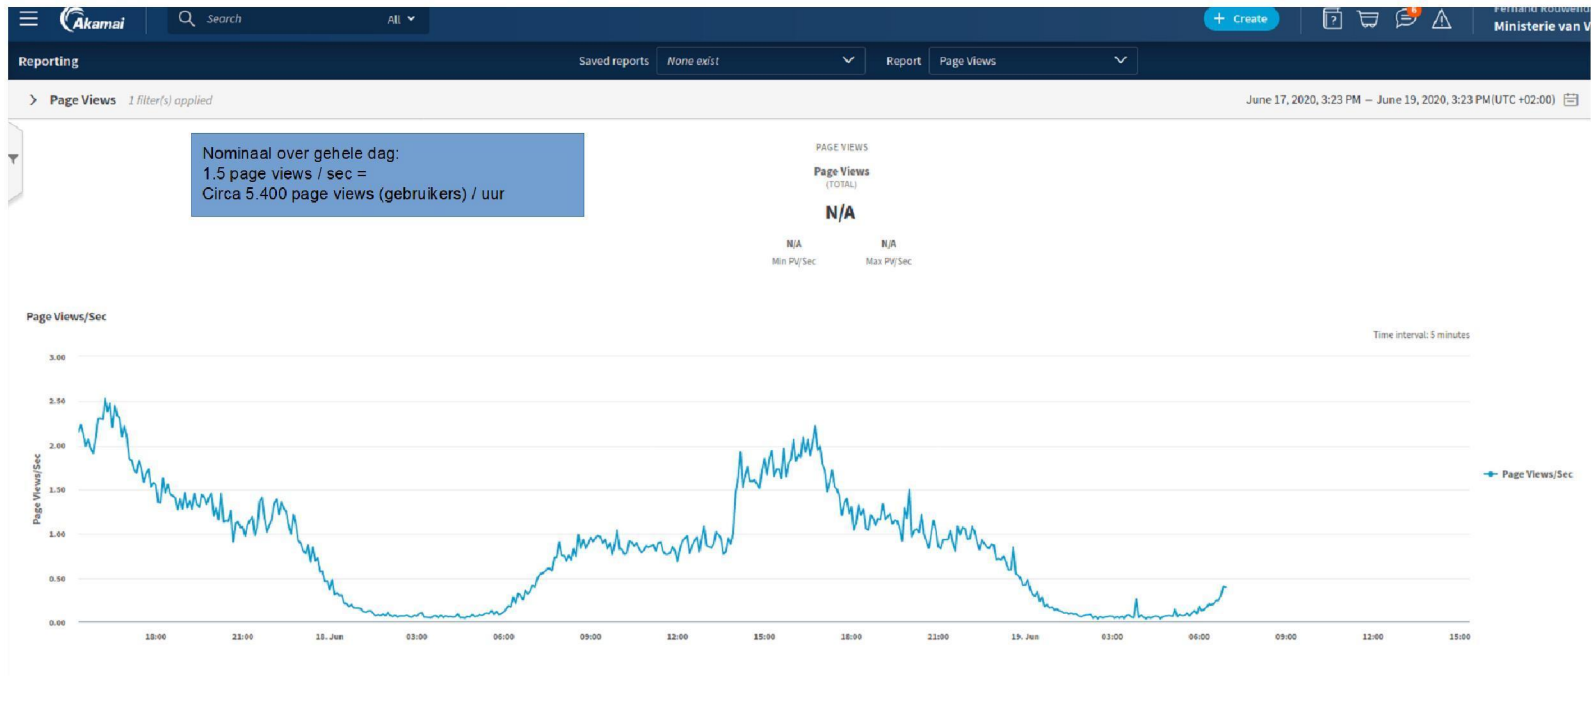 Akamai
Search
All
+ Create
6
Ministerie van V
Reporting
Saved reports
None exist
Report
Page Views
Page Views
1 filter(s) applied
June 17, 2020, 3:23 PM – June 19, 2020, 3:23 PM(UTC +02:00)
Nominaal over gehele dag:
1.5 page views / sec =
Circa 5.400 page views (gebruikers) / uur
PAGE VIEWS
Page Views
(TOTAL)
N/A
N/A N/A
Min PV/Sec Max PV/Sec
Page Views/Sec
Time interval: 5 minutes
3.00
2.50
2.00
1.50
1.00
0.50
0.00
Page Views/Sec
Page Views/Sec
18:00 21:00 18. Jun 03:00 06:00 09:00 12:00 15:00 18:00 21:00 19. Jun 03:00 06:00 09:00 12:00 15:00